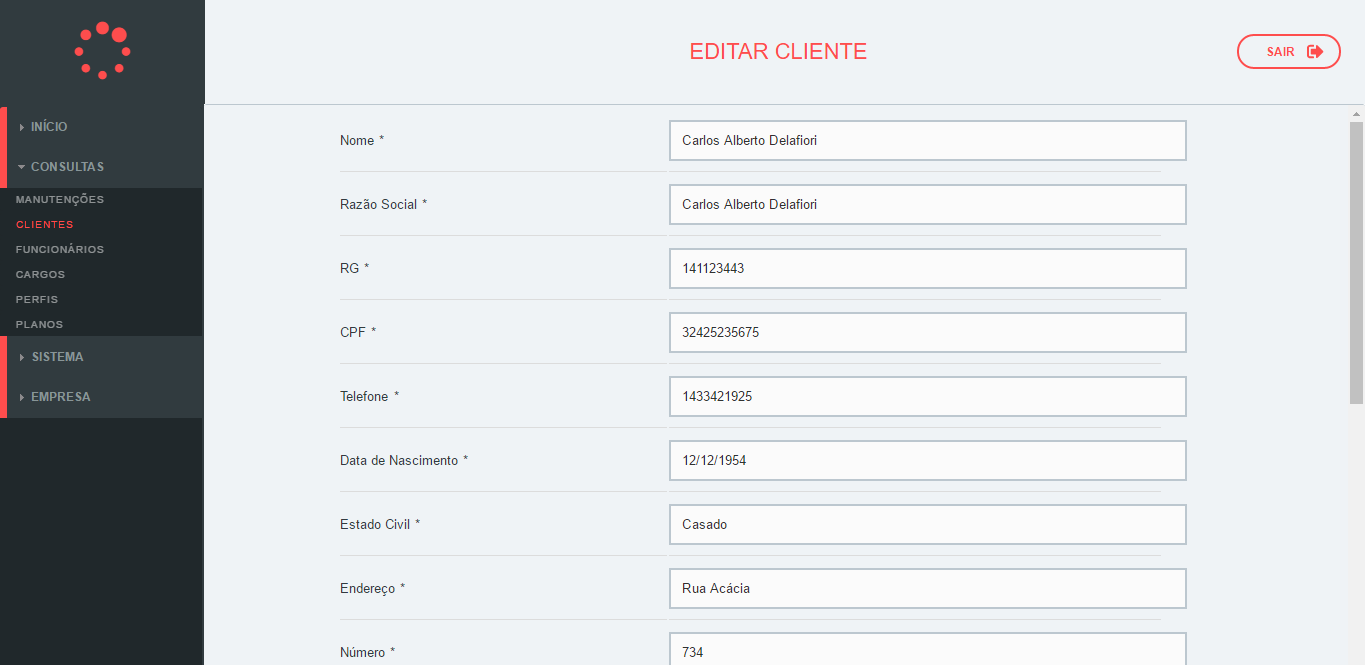 EDITAR CLIENTE
SAIR
INÍCIO
CONSULTAS
MANUTENÇÕES
CLIENTES
FUNCIONÁRIOS
CARGOS
PERFIS
PLANOS
SISTEMA
EMPRESA
Nome * Carlos Alberto Delafiori
Razão Social * Carlos Alberto Delafiori
RG * 141123443
CPF * 32425235675
Telefone * 1433421925
Data de Nascimento * 12/12/1954
Estado Civil * Casado
Endereço * Rua Acácia
Número * 734